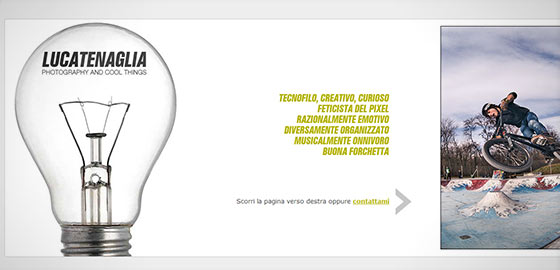 LUCATENAGLIA
PHOTOGRAPHY AND COOL THINGS
TECNOFILO, CREATIVO, CURIOSO
FETICISTA DEL PIXEL
RAZIONALMENTE EMOTIVO
DIVERSAMENTE ORGANIZZATO
MUSICALMENTE ONNIVORO
BUONA FORCHETTA
Scorri la pagina verso destra oppure contattami